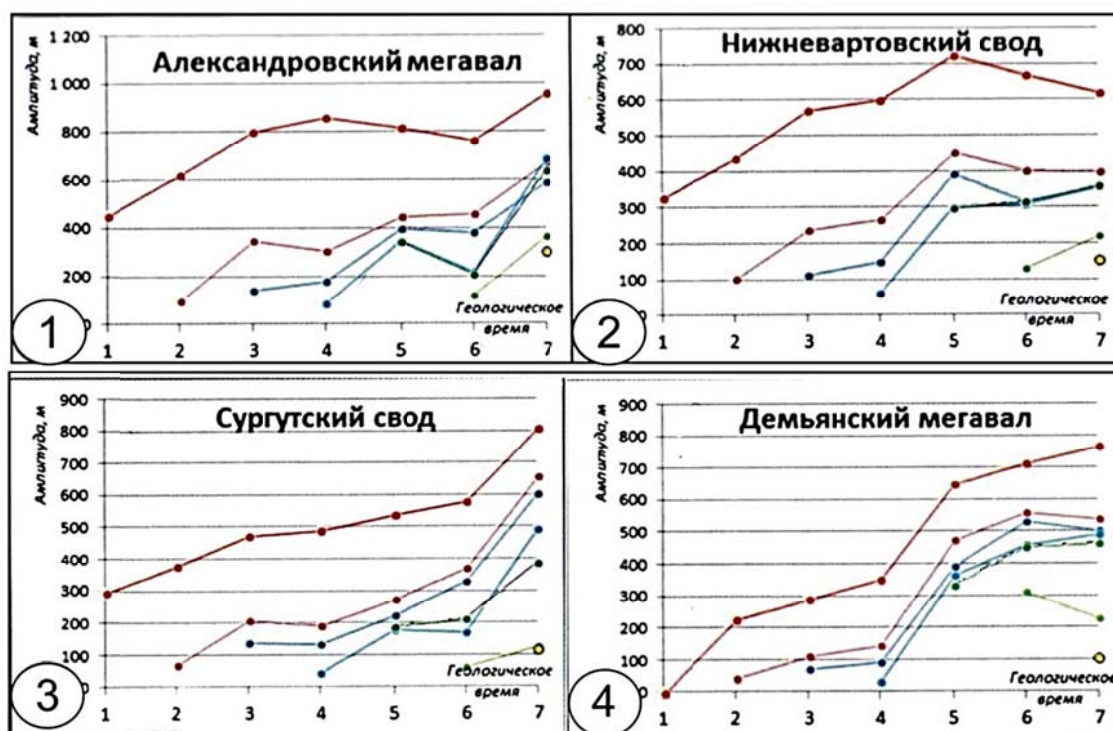 Александровский мегавал
Амплитуда, м
1 200
1 000
800
600
400
200
0
1 2 3 4 5 6 7
Геологическое
время
1
Нижневартовский свод
Амплитуда, м
800
700
600
500
400
300
200
100
0
1 2 3 4 5 6 7
Геологическое
время
2
Сургутский свод
Амплитуда, м
900
800
700
600
500
400
300
200
100
0
1 2 3 4 5 6 7
Геологическое
время
3
Демьянский мегавал
Амплитуда, м
900
800
700
600
500
400
300
200
100
0
1 2 3 4 5 6 7
Геологическое
время
4